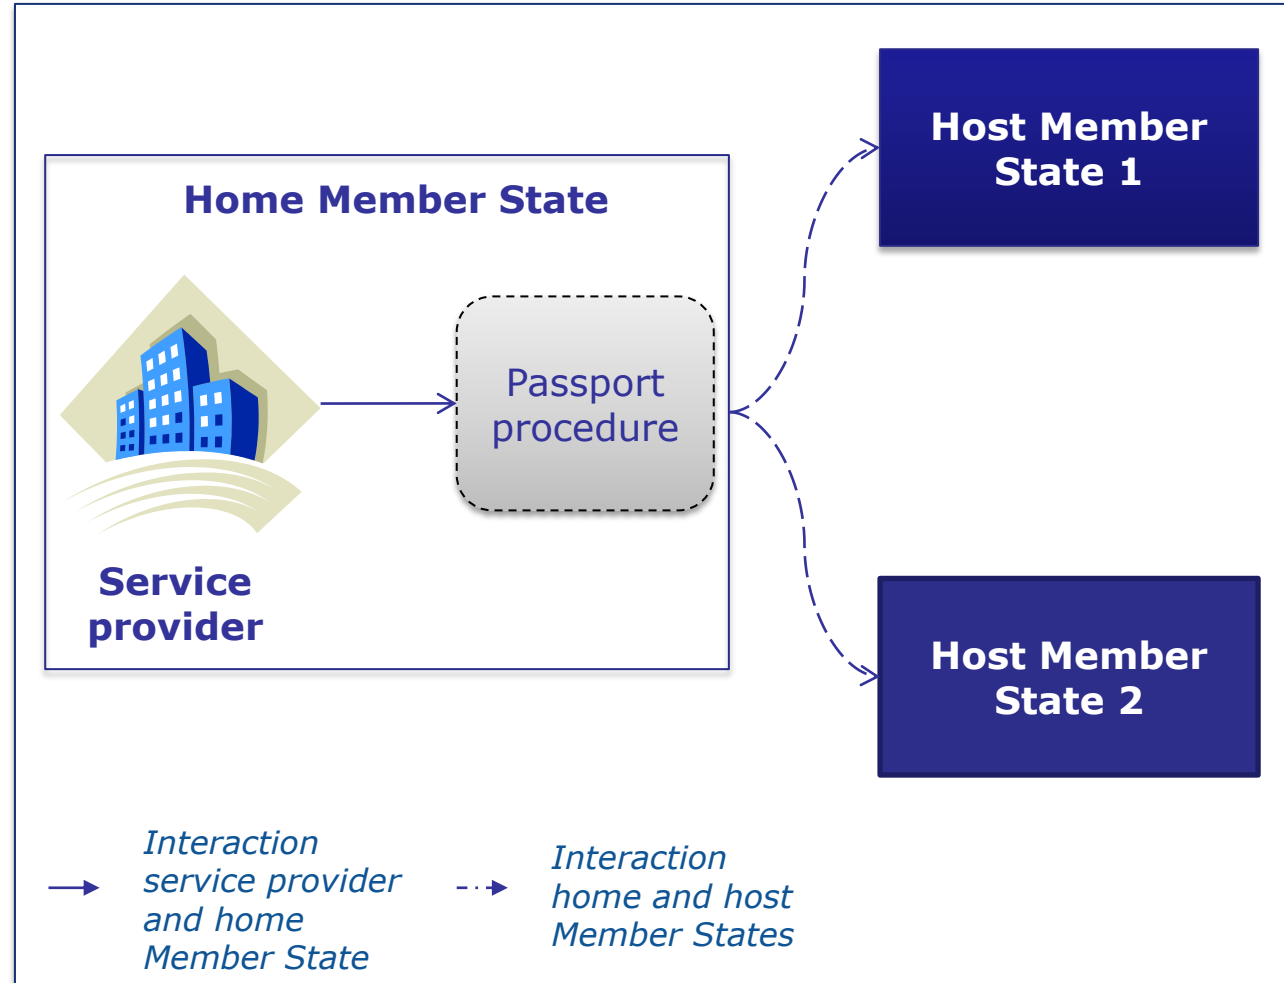 Host Member
State 1
Home Member State
Passport
procedure
Service
provider
Host Member
State 2
Interaction
service provider
and home
Member State
Interaction
home and host
Member States